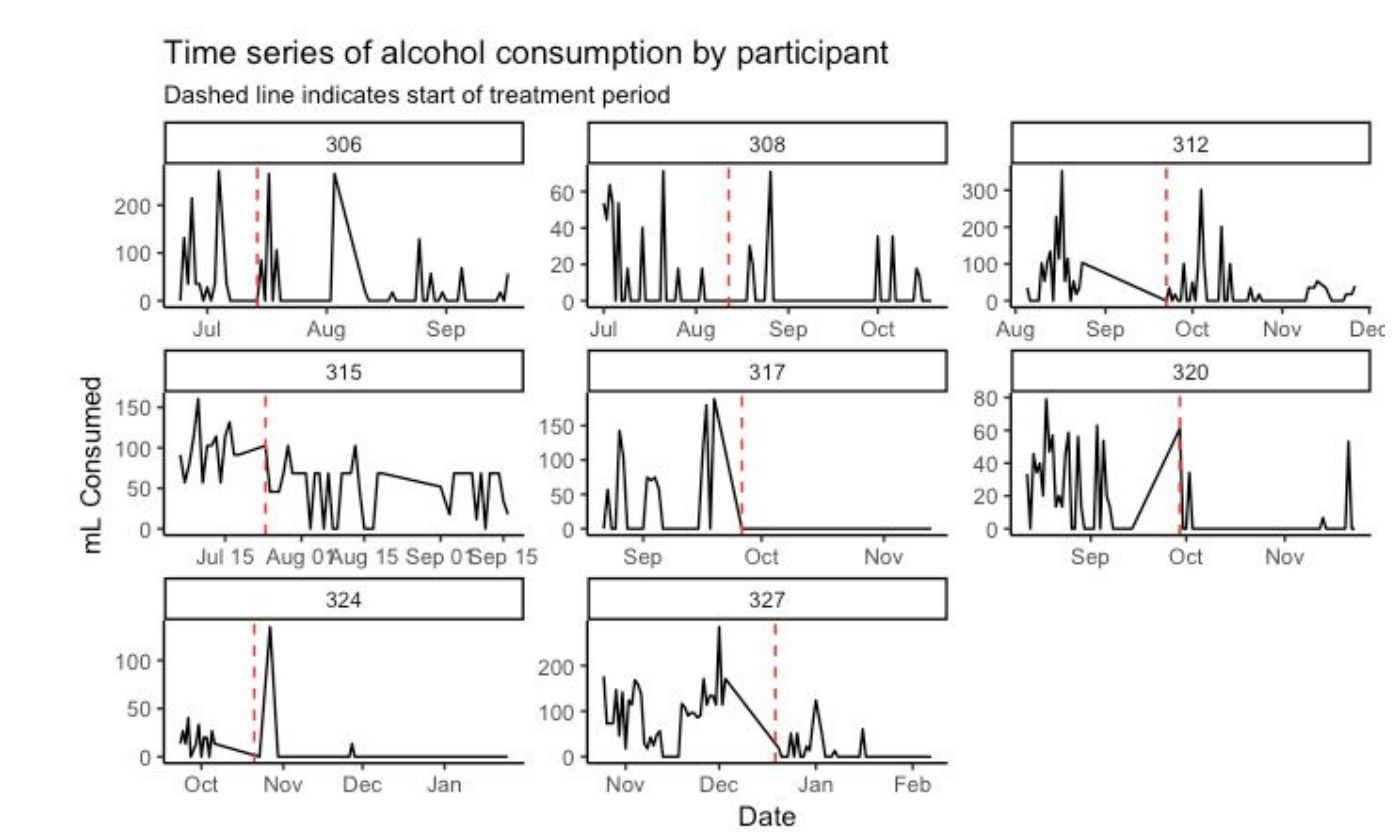 Time series of alcohol consumption by participant
Dashed line indicates start of treatment period
306 308 312
200
100
0
Jul Aug Sep
60
40
20
0
Jul Aug Sep Oct
300
200
100
0
Aug Sep Oct Nov Dec
mL Consumed
315 317 320
150
100
50
0
Jul 15 Aug 01 Aug 15 Sep 01 Sep 15
150
100
50
0
Sep Oct Nov
80
60
40
20
0
Sep Oct Nov
324 327
100
50
0
Oct Nov Dec Jan
200
100
0
Nov Dec Jan Feb
Date